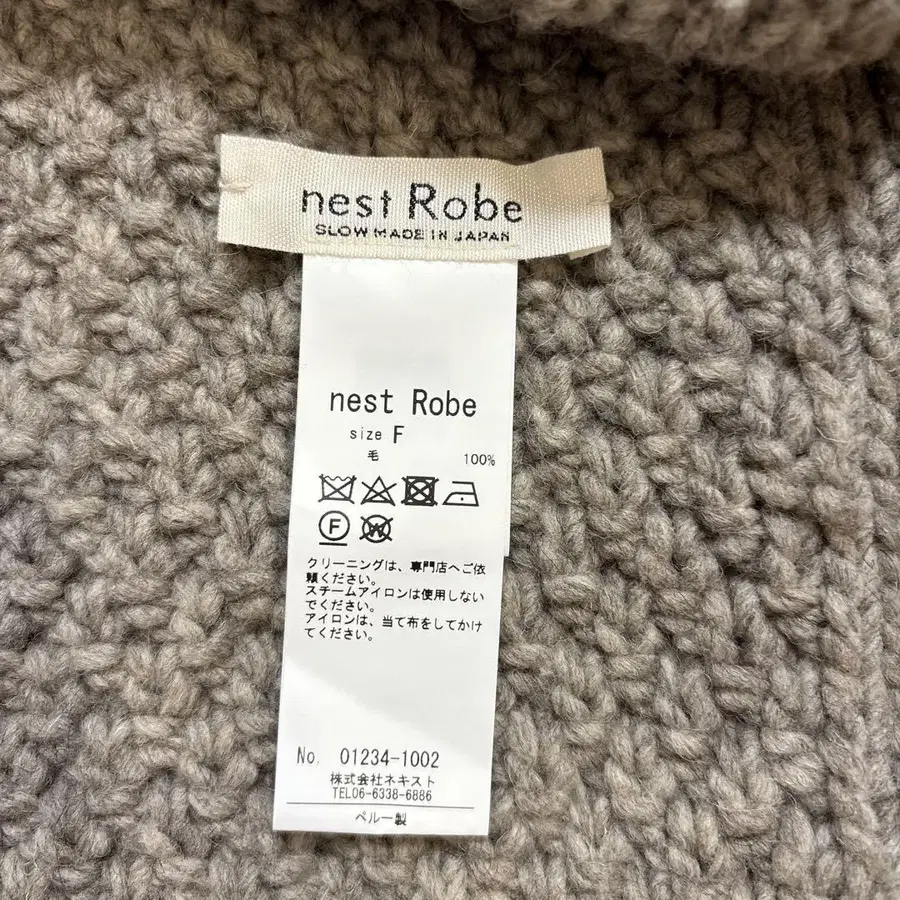 nest Robe
SLOW MADE IN JAPAN
nest Robe
size F
毛 100%
F
W
クリーニングは、専門店へご依
頼ください。
スチームアイロンは使用しない
でください。
アイロンは、当て布をしてかけ
てください。
No. 01234-1002
株式会社ネキスト
TEL06-6338-6886
ペルー製